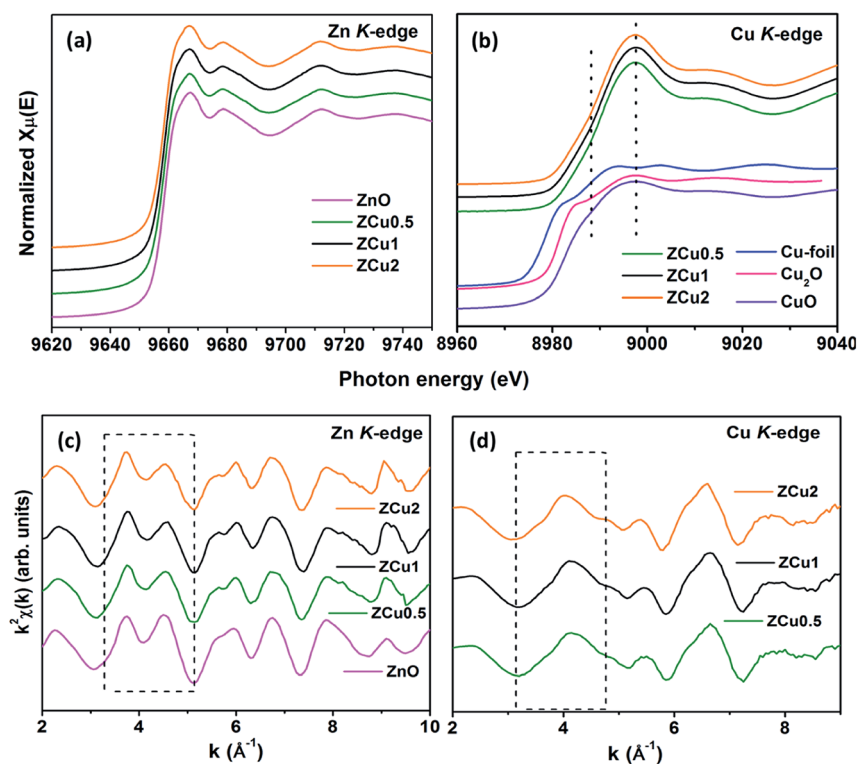 (a)
Zn K-edge
Normalized Xμ(E)
ZnO
ZCu0.5
ZCu1
ZCu2
9620 9640 9660 9680 9700 9720 9740
(b)
Cu K-edge
ZCu0.5
ZCu1
ZCu2
Cu-foil
Cu₂O
CuO
8960 8980 9000 9020 9040
Photon energy (eV)
(c)
Zn K-edge
k²χ(k) (arb. units)
ZCu2
ZCu1
ZCu0.5
ZnO
2 4 6 8 10
k (Å⁻¹)
(d)
Cu K-edge
ZCu2
ZCu1
ZCu0.5
2 4 6 8
k (Å⁻¹)